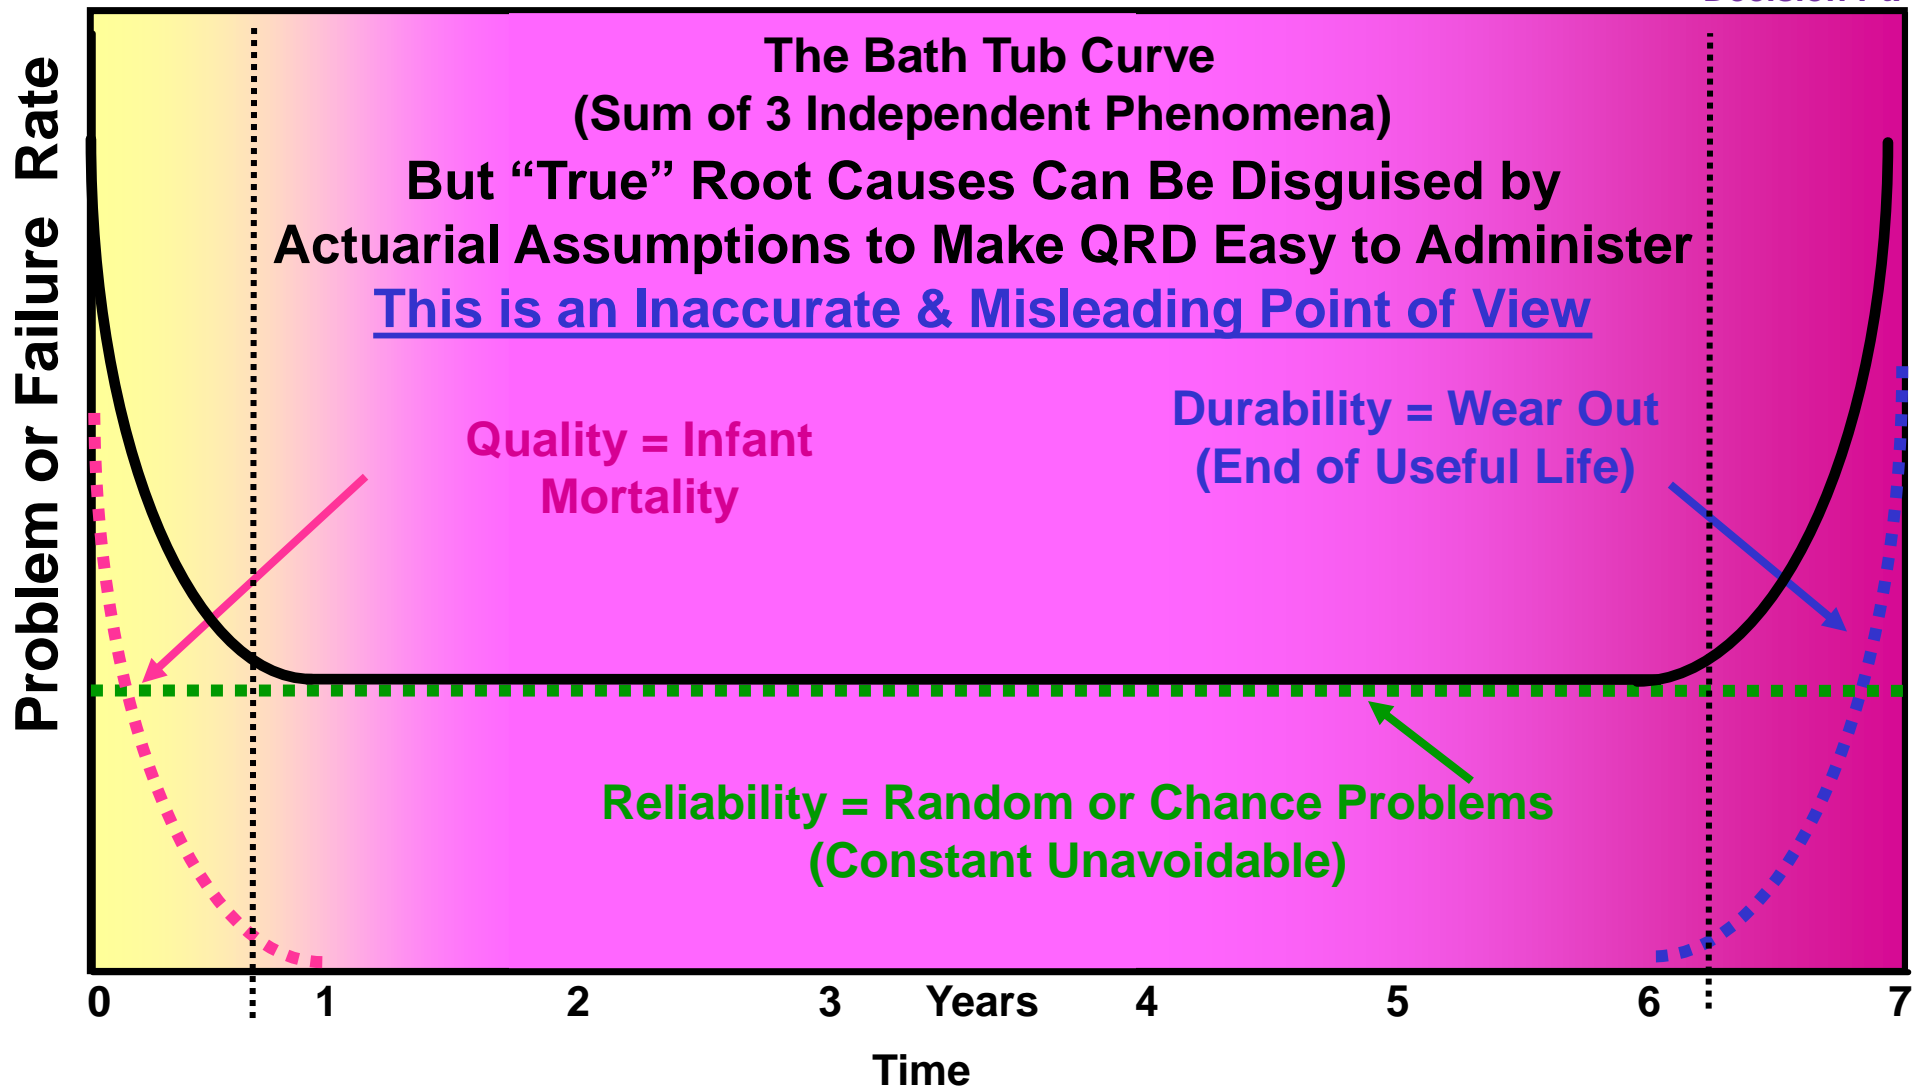 The Bath Tub Curve
(Sum of 3 Independent Phenomena)
But “True” Root Causes Can Be Disguised by
Actuarial Assumptions to Make QRD Easy to Administer
This is an Inaccurate & Misleading Point of View
Problem or Failure Rate
Quality = Infant
Mortality
Durability = Wear Out
(End of Useful Life)
Reliability = Random or Chance Problems
(Constant Unavoidable)
0 1 2 3 Years 4 5 6 7
Time